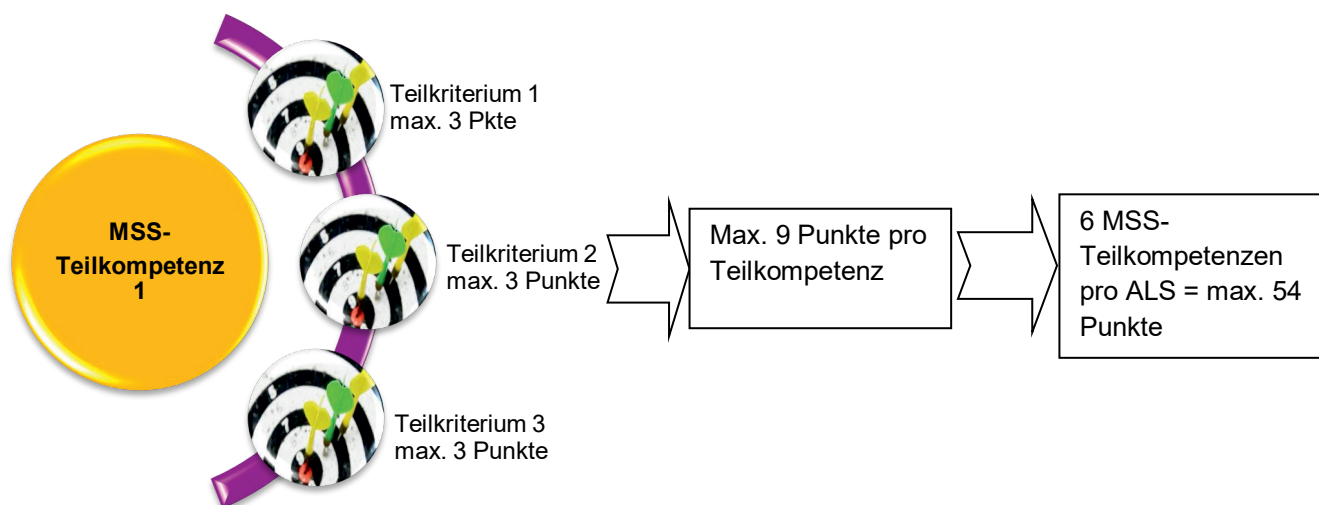 MSS-
Teilkompetenz
1
Teilkriterium 1
max. 3 Pkte
Teilkriterium 2
max. 3 Punkte
Teilkriterium 3
max. 3 Punkte
Max. 9 Punkte pro
Teilkompetenz
6 MSS-
Teilkompetenzen
pro ALS = max. 54
Punkte